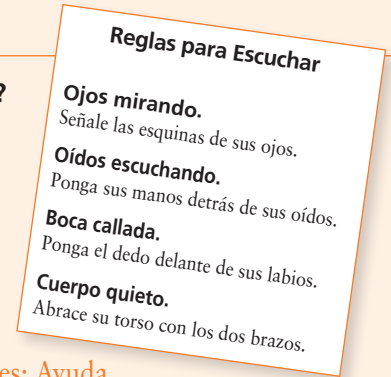 ?
Reglas para Escuchar
Ojos mirando.
Señale las esquinas de sus ojos.
Oídos escuchando.
Ponga sus manos detrás de sus oídos.
Boca callada.
Ponga el dedo delante de sus labios.
Cuerpo quieto.
Abrace su torso con los dos brazos.
es: Ayuda